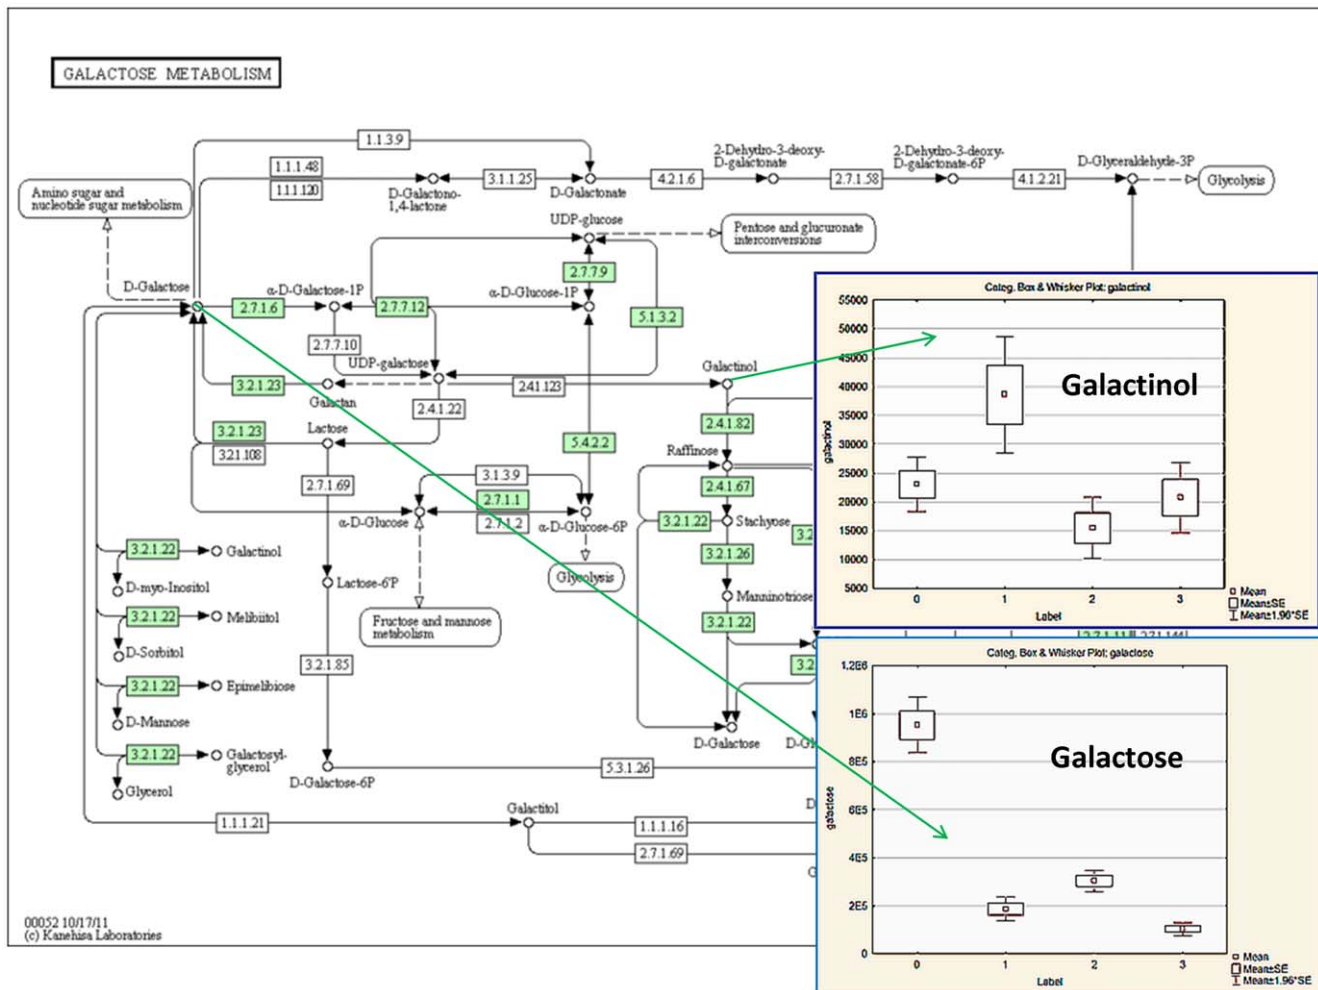 GALACTOSE METABOLISM
1.1.3.9
1.1.1.48
1.1.1.120
D-Galactono-
1,4-lactone
3.1.1.25
D-Galactonate
4.2.1.6
2-Dehydro-3-deoxy-
D-galactonate
2.7.1.58
2-Dehydro-3-deoxy-
D-galactonate-6P
4.1.2.21
D-Glyceraldehyde-3P
Glycolysis
Amino sugar and
nucleotide sugar metabolism
UDP-glucose
Pentose and glucuronate
interconversions
D-Galactose
2.7.1.6
α-D-Galactose-1P
2.7.7.12
α-D-Glucose-1P
2.7.7.9
5.1.3.2
2.7.7.10
UDP-galactose
3.2.1.23
Galactan
2.4.1.123
Galactinol
2.4.1.22
3.2.1.23
3.2.1.108
Lactose
2.4.1.82
5.4.2.2
Raffinose
2.7.1.69
3.1.3.9
2.7.1.1
2.7.1.2
α-D-Glucose
α-D-Glucose-6P
2.4.1.67
3.2.1.22
Stachyose
3.2.1.26
Manninotriose
3.2.1.22
D-Galactose
3.2.1.22
Galactinol
D-myo-Inositol
3.2.1.22
Melibiitol
D-Sorbitol
3.2.1.22
Epimelibiose
D-Mannose
3.2.1.22
Galactosyl-
glycerol
Glycerol
Lactose-6'P
Glycolysis
Fructose and mannose
metabolism
3.2.1.85
D-Galactose-6P
5.3.1.26
1.1.1.21
Galactitol
1.1.1.16
2.7.1.69
00052 10/17/11
(c) Kanehisa Laboratories
Categ. Box & Whisker Plot: galactinol
Galactinol
galactinol
55000
50000
45000
40000
35000
30000
25000
20000
15000
10000
5000
0 1 2 3
Label
Mean
Mean±SE
Mean±1.96*SE
Categ. Box & Whisker Plot: galactose
Galactose
galactose
1.2E6
1E6
8E5
6E5
4E5
2E5
0
0 1 2 3
Label
Mean
Mean±SE
Mean±1.96*SE